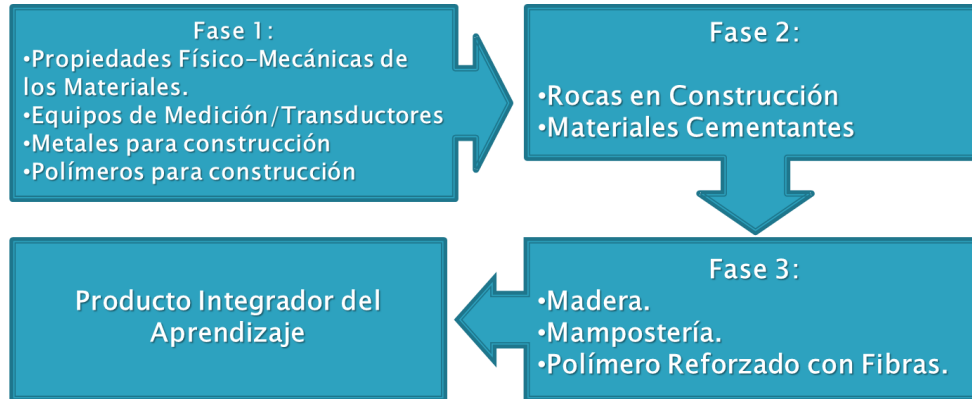 Fase 1:
•Propiedades Físico-Mecánicas de
los Materiales.
•Equipos de Medición/Transductores
•Metales para construcción
•Polímeros para construcción
Fase 2:
•Rocas en Construcción
•Materiales Cementantes
Fase 3:
•Madera.
•Mampostería.
•Polímero Reforzado con Fibras.
Producto Integrador del
Aprendizaje